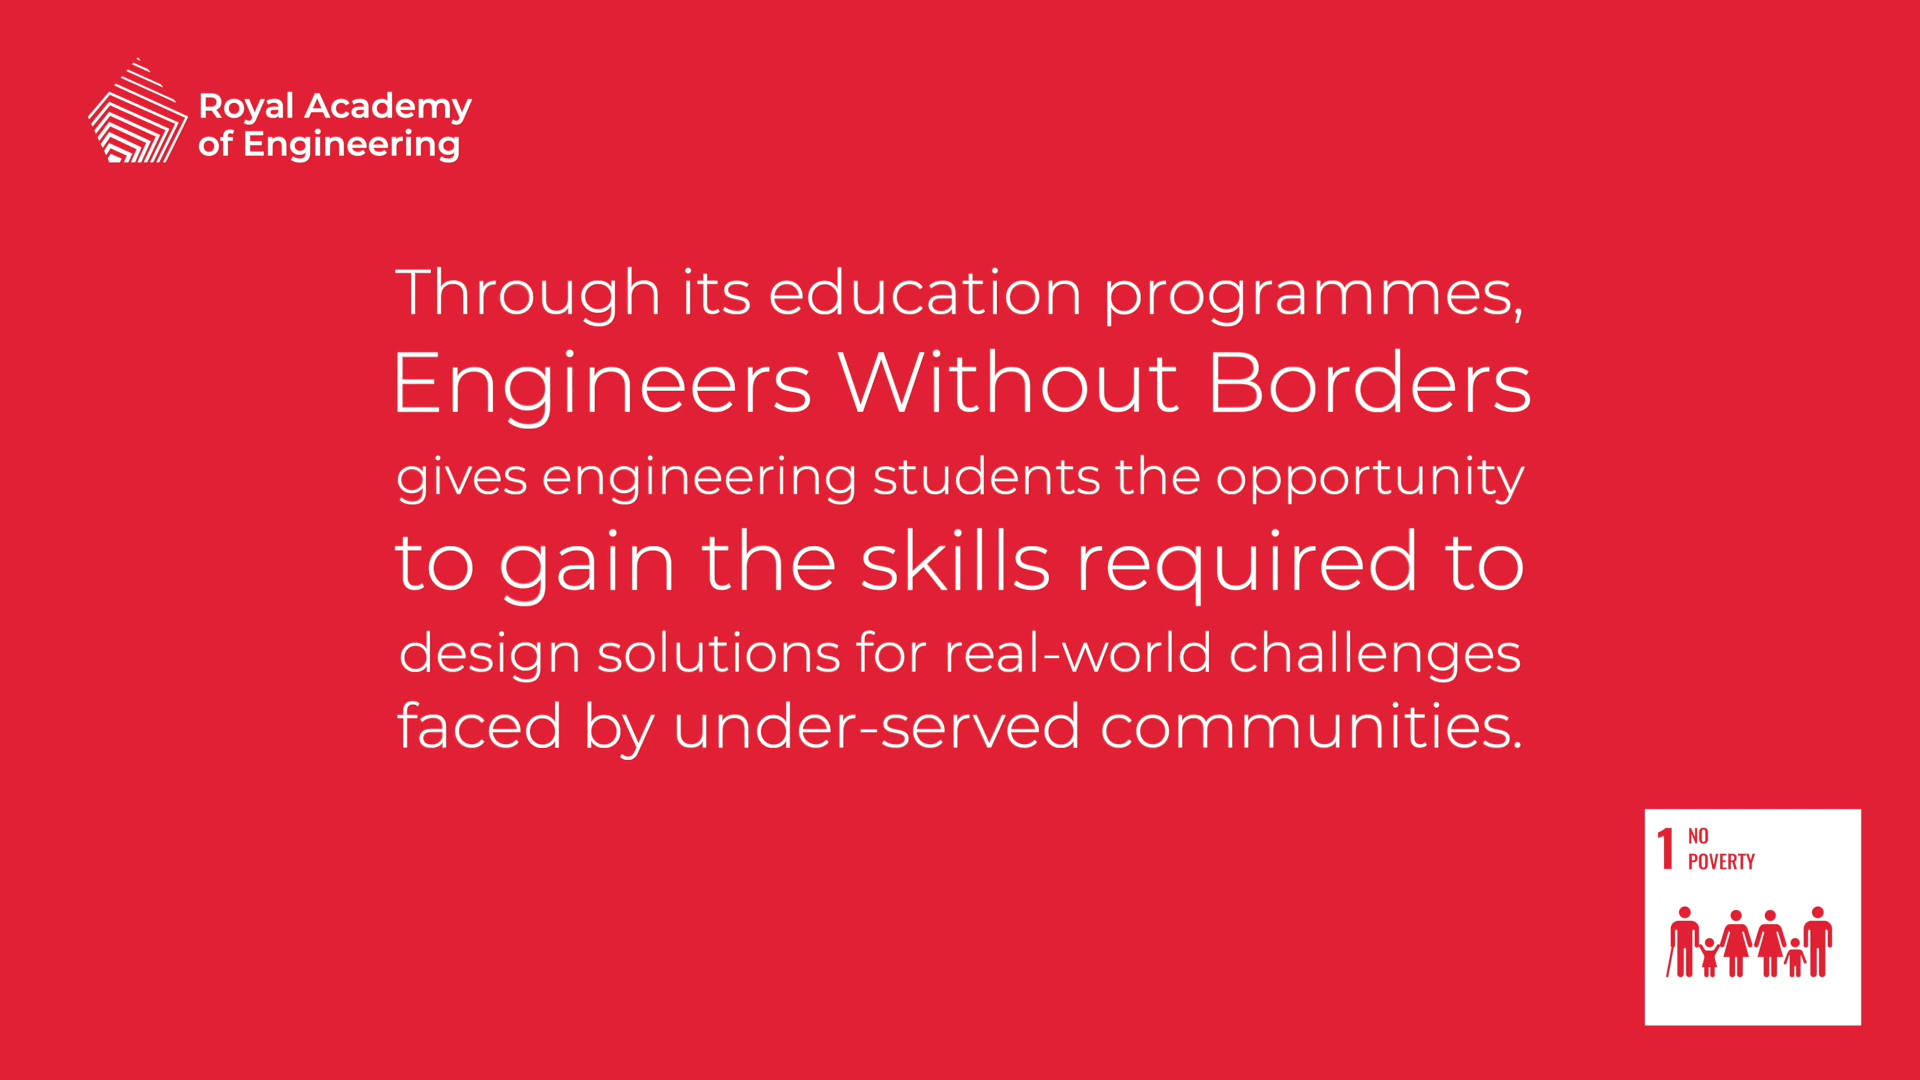 Royal Academy
of Engineering
Through its education programmes,
Engineers Without Borders
gives engineering students the opportunity
to gain the skills required to
design solutions for real-world challenges
faced by under-served communities.
1 NO
POVERTY